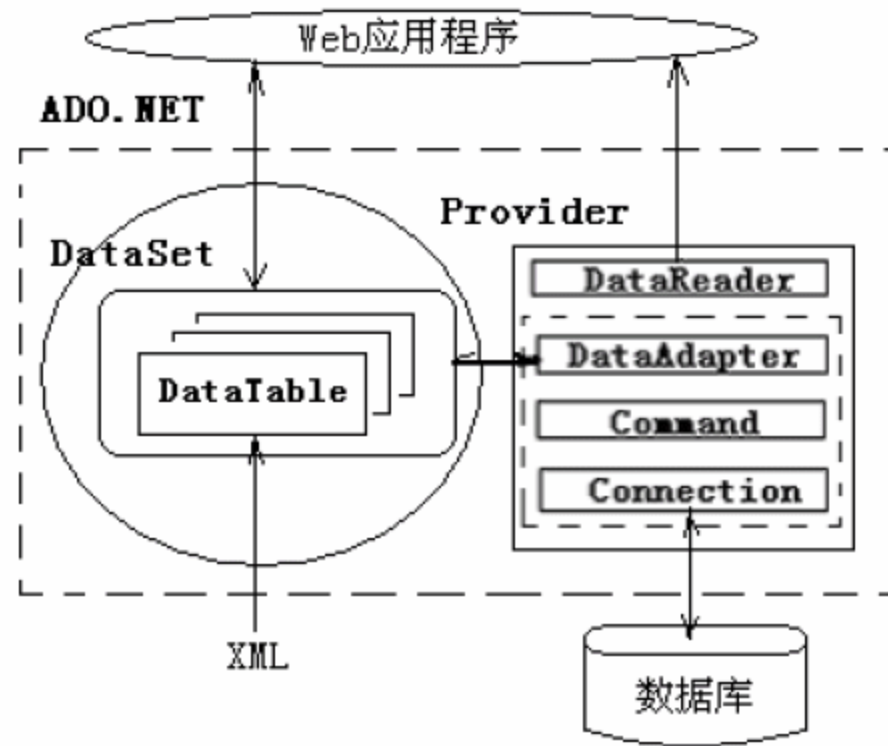 Web应用程序
ADO.NET
Provider
DataSet
DataReader
DataAdapter
DataTable
Command
Connection
XML
数据库